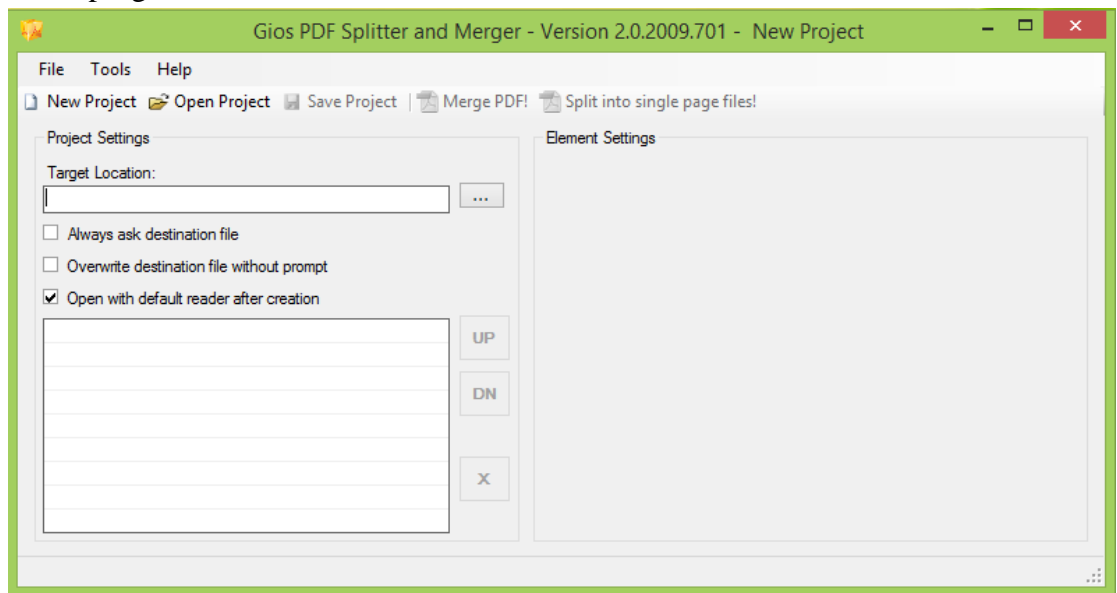 Gios PDF Splitter and Merger - Version 2.0.2009.701 - New Project
File Tools Help
New Project Open Project Save Project Merge PDF! Split into single page files!
Project Settings
Element Settings
Target Location:
...
Always ask destination file
Overwrite destination file without prompt
Open with default reader after creation
UP
DN
X